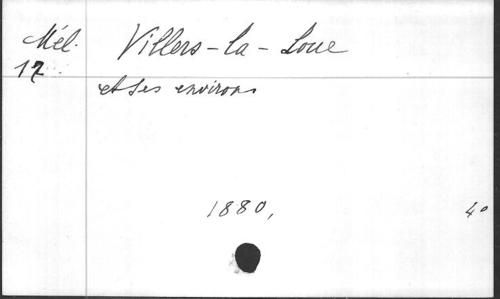 Mél. Villers-la-Loue
17
et ses environs
1880, 4°